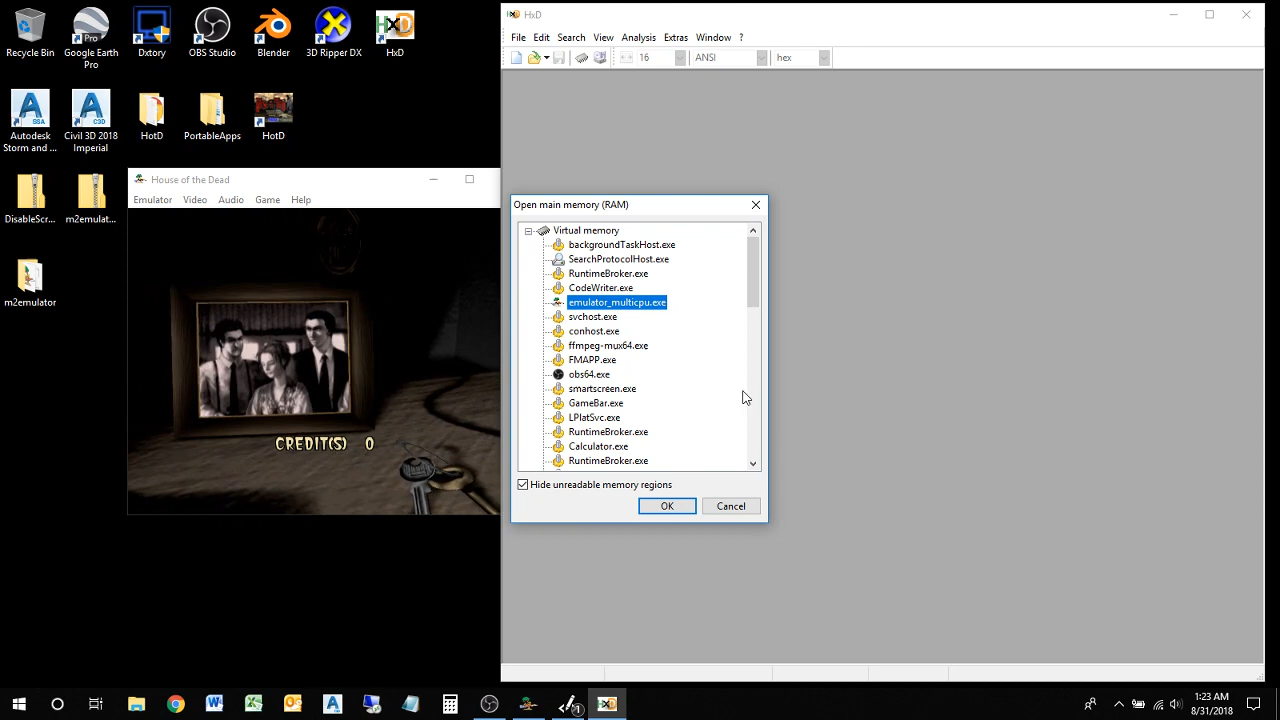 Recycle Bin
Google Earth
Pro
Dxtory
OBS Studio
Blender
3D Ripper DX
HxD
Autodesk
Storm and ...
Civil 3D 2018
Imperial
HotD
PortableApps
HotD
DisableScr...
m2emulat...
m2emulator
House of the Dead
Emulator Video Audio Game Help
CREDIT(S) 0
HxD
File Edit Search View Analysis Extras Window ?
16 ANSI hex
Open main memory (RAM)
Virtual memory
backgroundTaskHost.exe
SearchProtocolHost.exe
RuntimeBroker.exe
CodeWriter.exe
emulator_multicpu.exe
svchost.exe
conhost.exe
ffmpeg-mux64.exe
FMAPP.exe
obs64.exe
smartscreen.exe
GameBar.exe
LPlatSvc.exe
RuntimeBroker.exe
Calculator.exe
RuntimeBroker.exe
Hide unreadable memory regions
OK Cancel
1:23 AM
8/31/2018